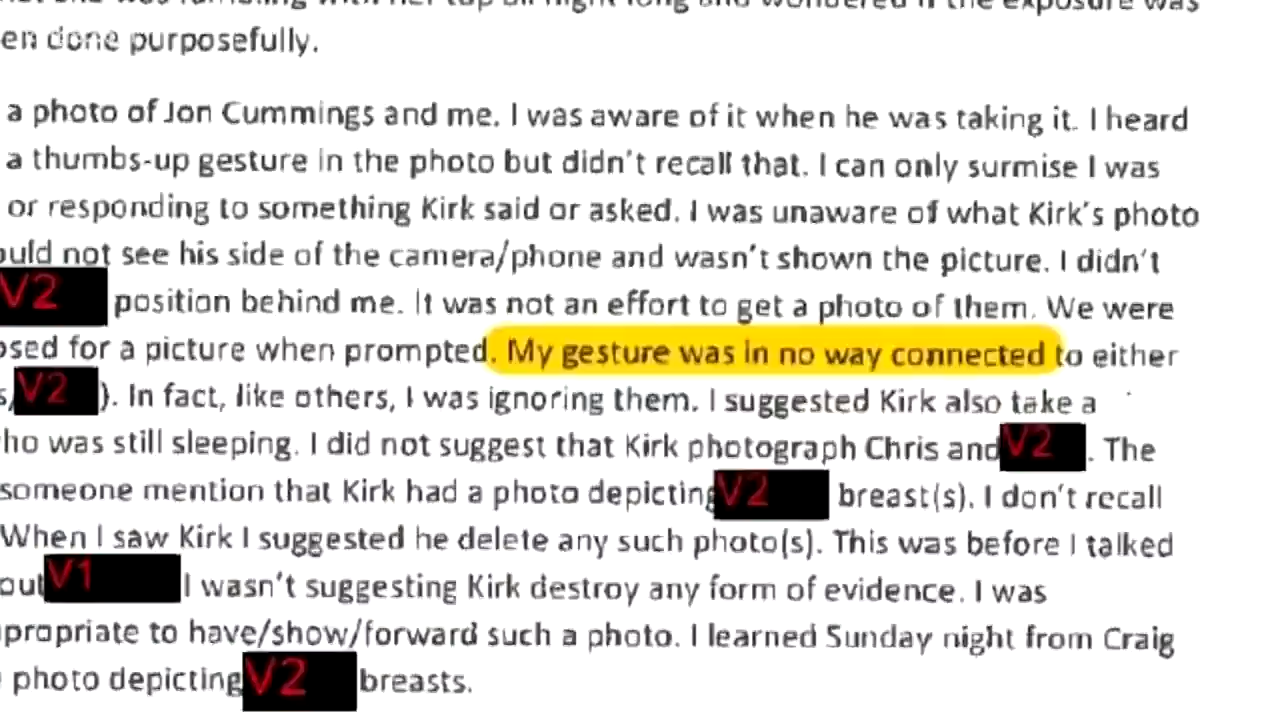 purposefully.
a photo of Jon Cummings and me. I was aware of it when he was taking it. I heard
a thumbs-up gesture in the photo but didn't recall that. I can only surmise I was
or responding to something Kirk said or asked. I was unaware of what Kirk's photo
not see his side of the camera/phone and wasn't shown the picture. I didn't
V2 position behind me. It was not an effort to get a photo of them. We were
for a picture when prompted. My gesture was in no way connected to either
V2 ). In fact, like others, I was ignoring them. I suggested Kirk also take a
was still sleeping. I did not suggest that Kirk photograph Chris and V2 . The
someone mention that Kirk had a photo depicting V2 breast(s). I don't recall
When I saw Kirk I suggested he delete any such photo(s). This was before I talked
V1 I wasn't suggesting Kirk destroy any form of evidence. I was
to have/show/forward such a photo. I learned Sunday night from Craig
photo depicting V2 breasts.